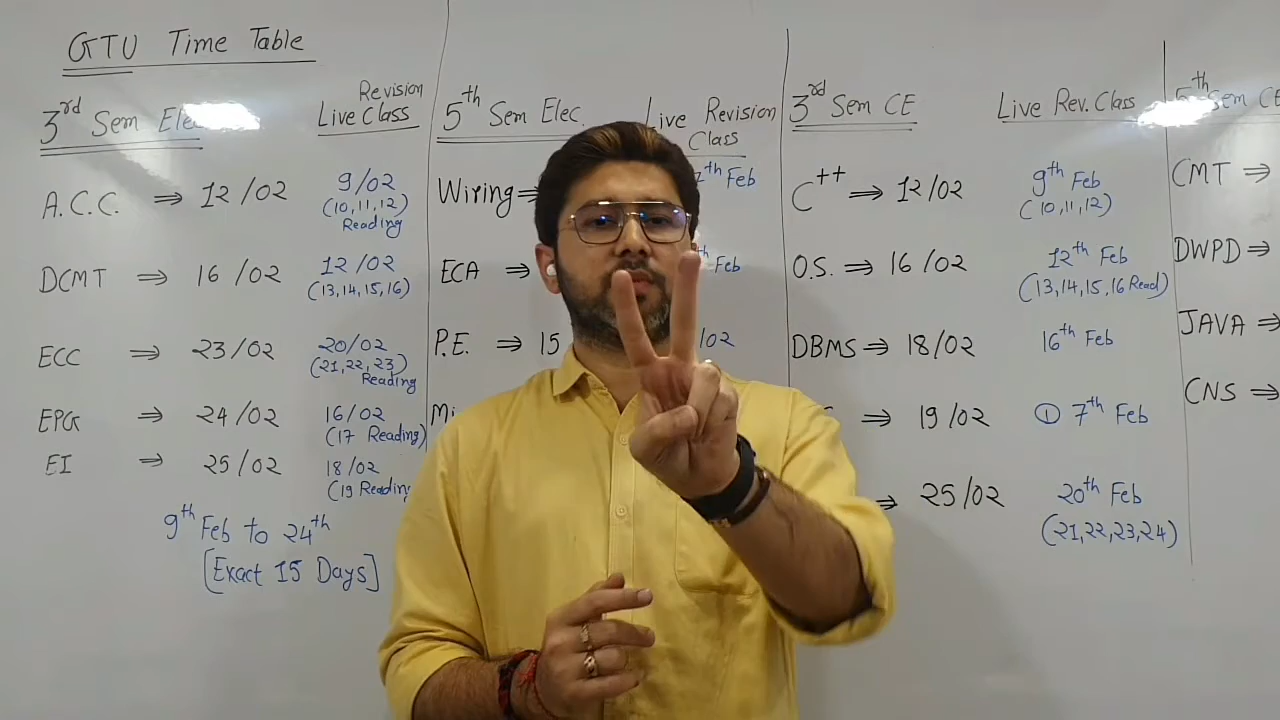 GTU Time Table
3rd Sem Elec
Revision
Live Class
A.C.C. ⇒ 12/02
9/02
(10,11,12)
Reading
DCMT ⇒ 16/02
12/02
(13,14,15,16)
ECC ⇒ 23/02
20/02
(21,22,23)
Reading
EPG ⇒ 24/02
16/02
(17 Reading)
EI ⇒ 25/02
18/02
(19 Reading
9th Feb to 24th
[Exact 15 Days]
5th Sem Elec.
Live Revision
Class
Wiring ⇒
th Feb
ECA ⇒
Feb
P.E. ⇒ 15
/02
3rd Sem CE
Live Rev. Class
C++ ⇒ 12/02
9th Feb
(10,11,12)
O.S. ⇒ 16/02
12th Feb
(13,14,15,16 Read)
DBMS ⇒ 18/02
16th Feb
⇒ 19/02
① 7th Feb
⇒ 25/02
20th Feb
(21,22,23,24)
5th Sem CE
CMT ⇒
DWPD ⇒
JAVA ⇒
CNS ⇒